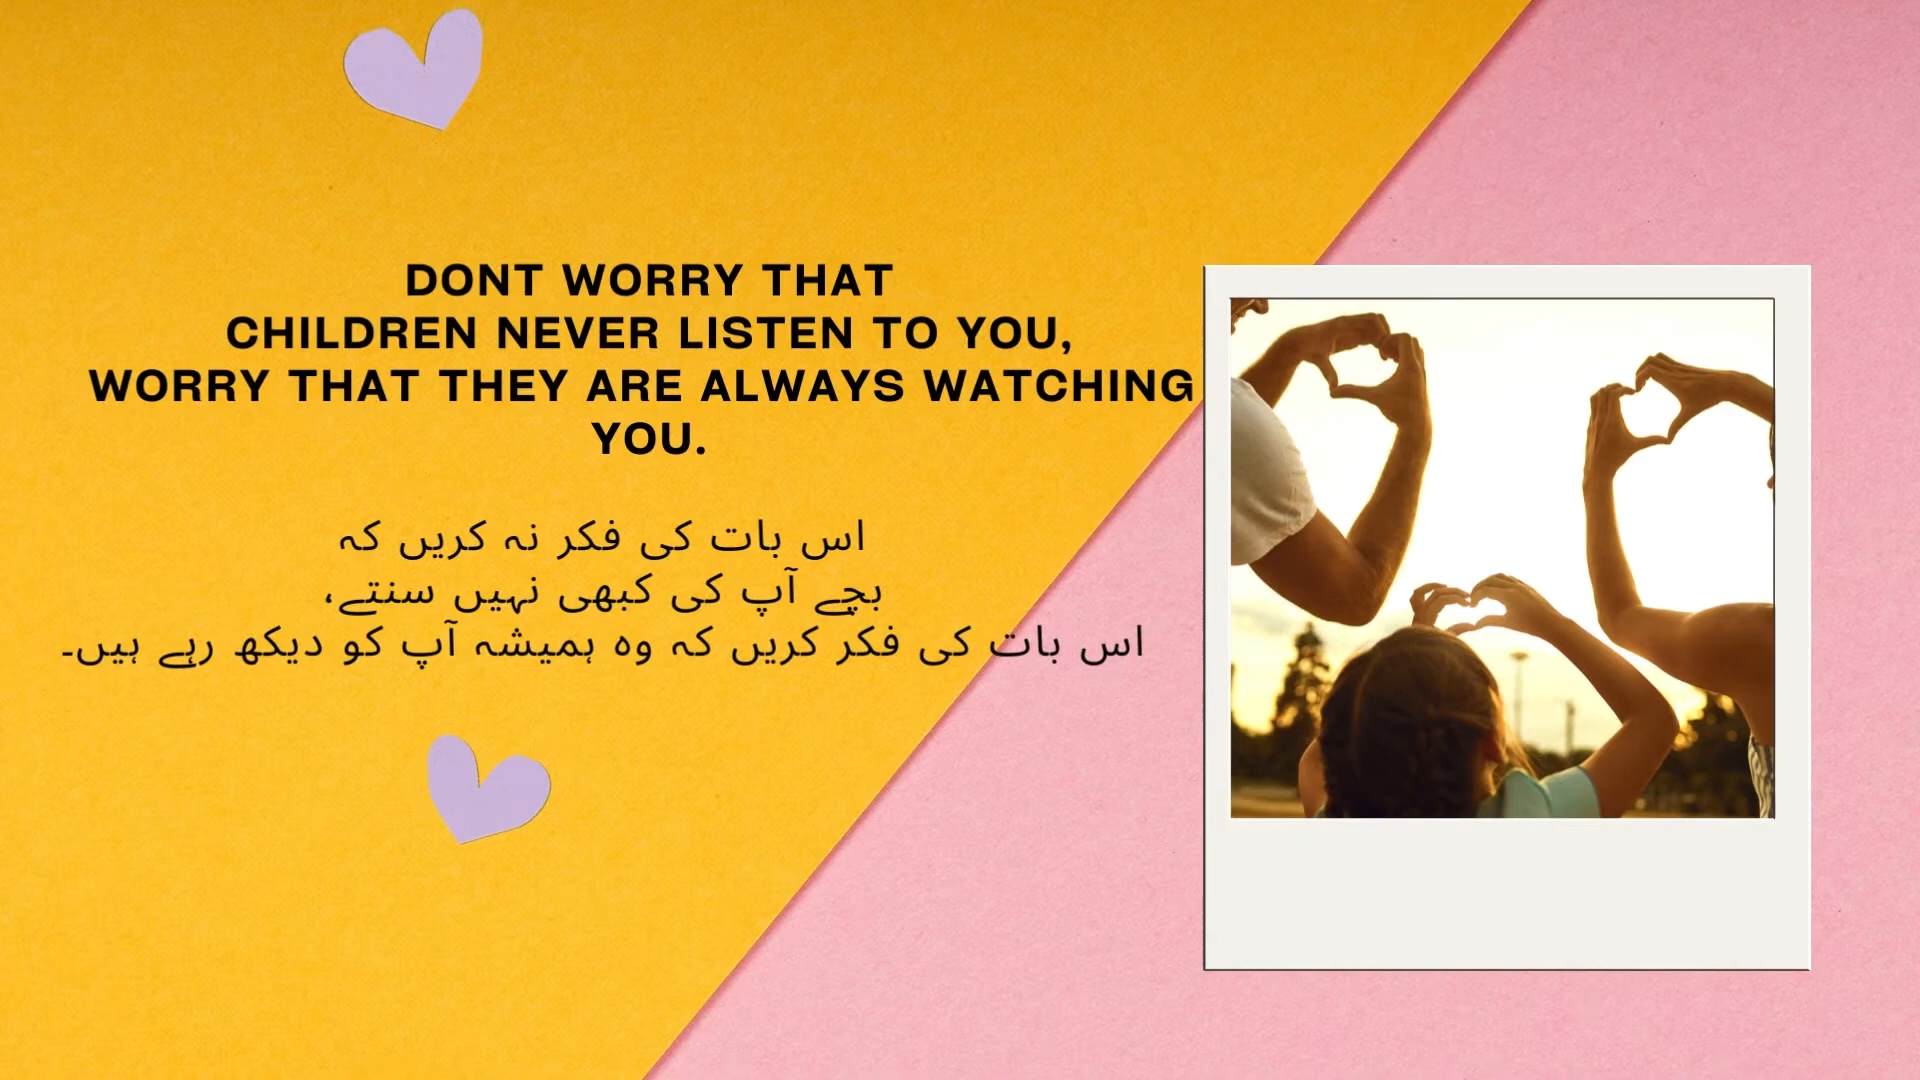 DONT WORRY THAT
CHILDREN NEVER LISTEN TO YOU,
WORRY THAT THEY ARE ALWAYS WATCHING
YOU.
اس بات کی فکر نہ کریں کہ
بچے آپ کی کبھی نہیں سنتے،
اس بات کی فکر کریں کہ وہ ہمیشہ آپ کو دیکھ رہے ہیں۔